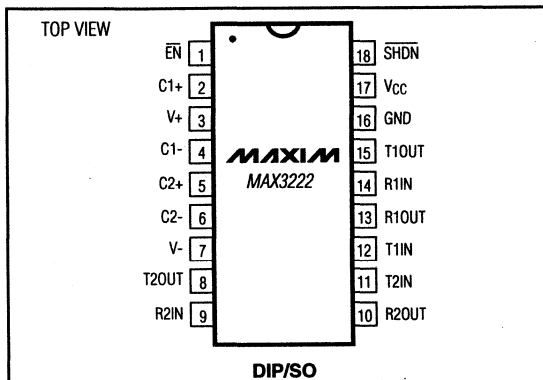 TOP VIEW
EN 1 18 SHDN
C1+ 2 17 VCC
V+ 3 16 GND
C1- 4 15 T1OUT
C2+ 5 14 R1IN
C2- 6 13 R1OUT
V- 7 12 T1IN
T2OUT 8 11 T2IN
R2IN 9 10 R2OUT
MAXIM
MAX3222
DIP/SO